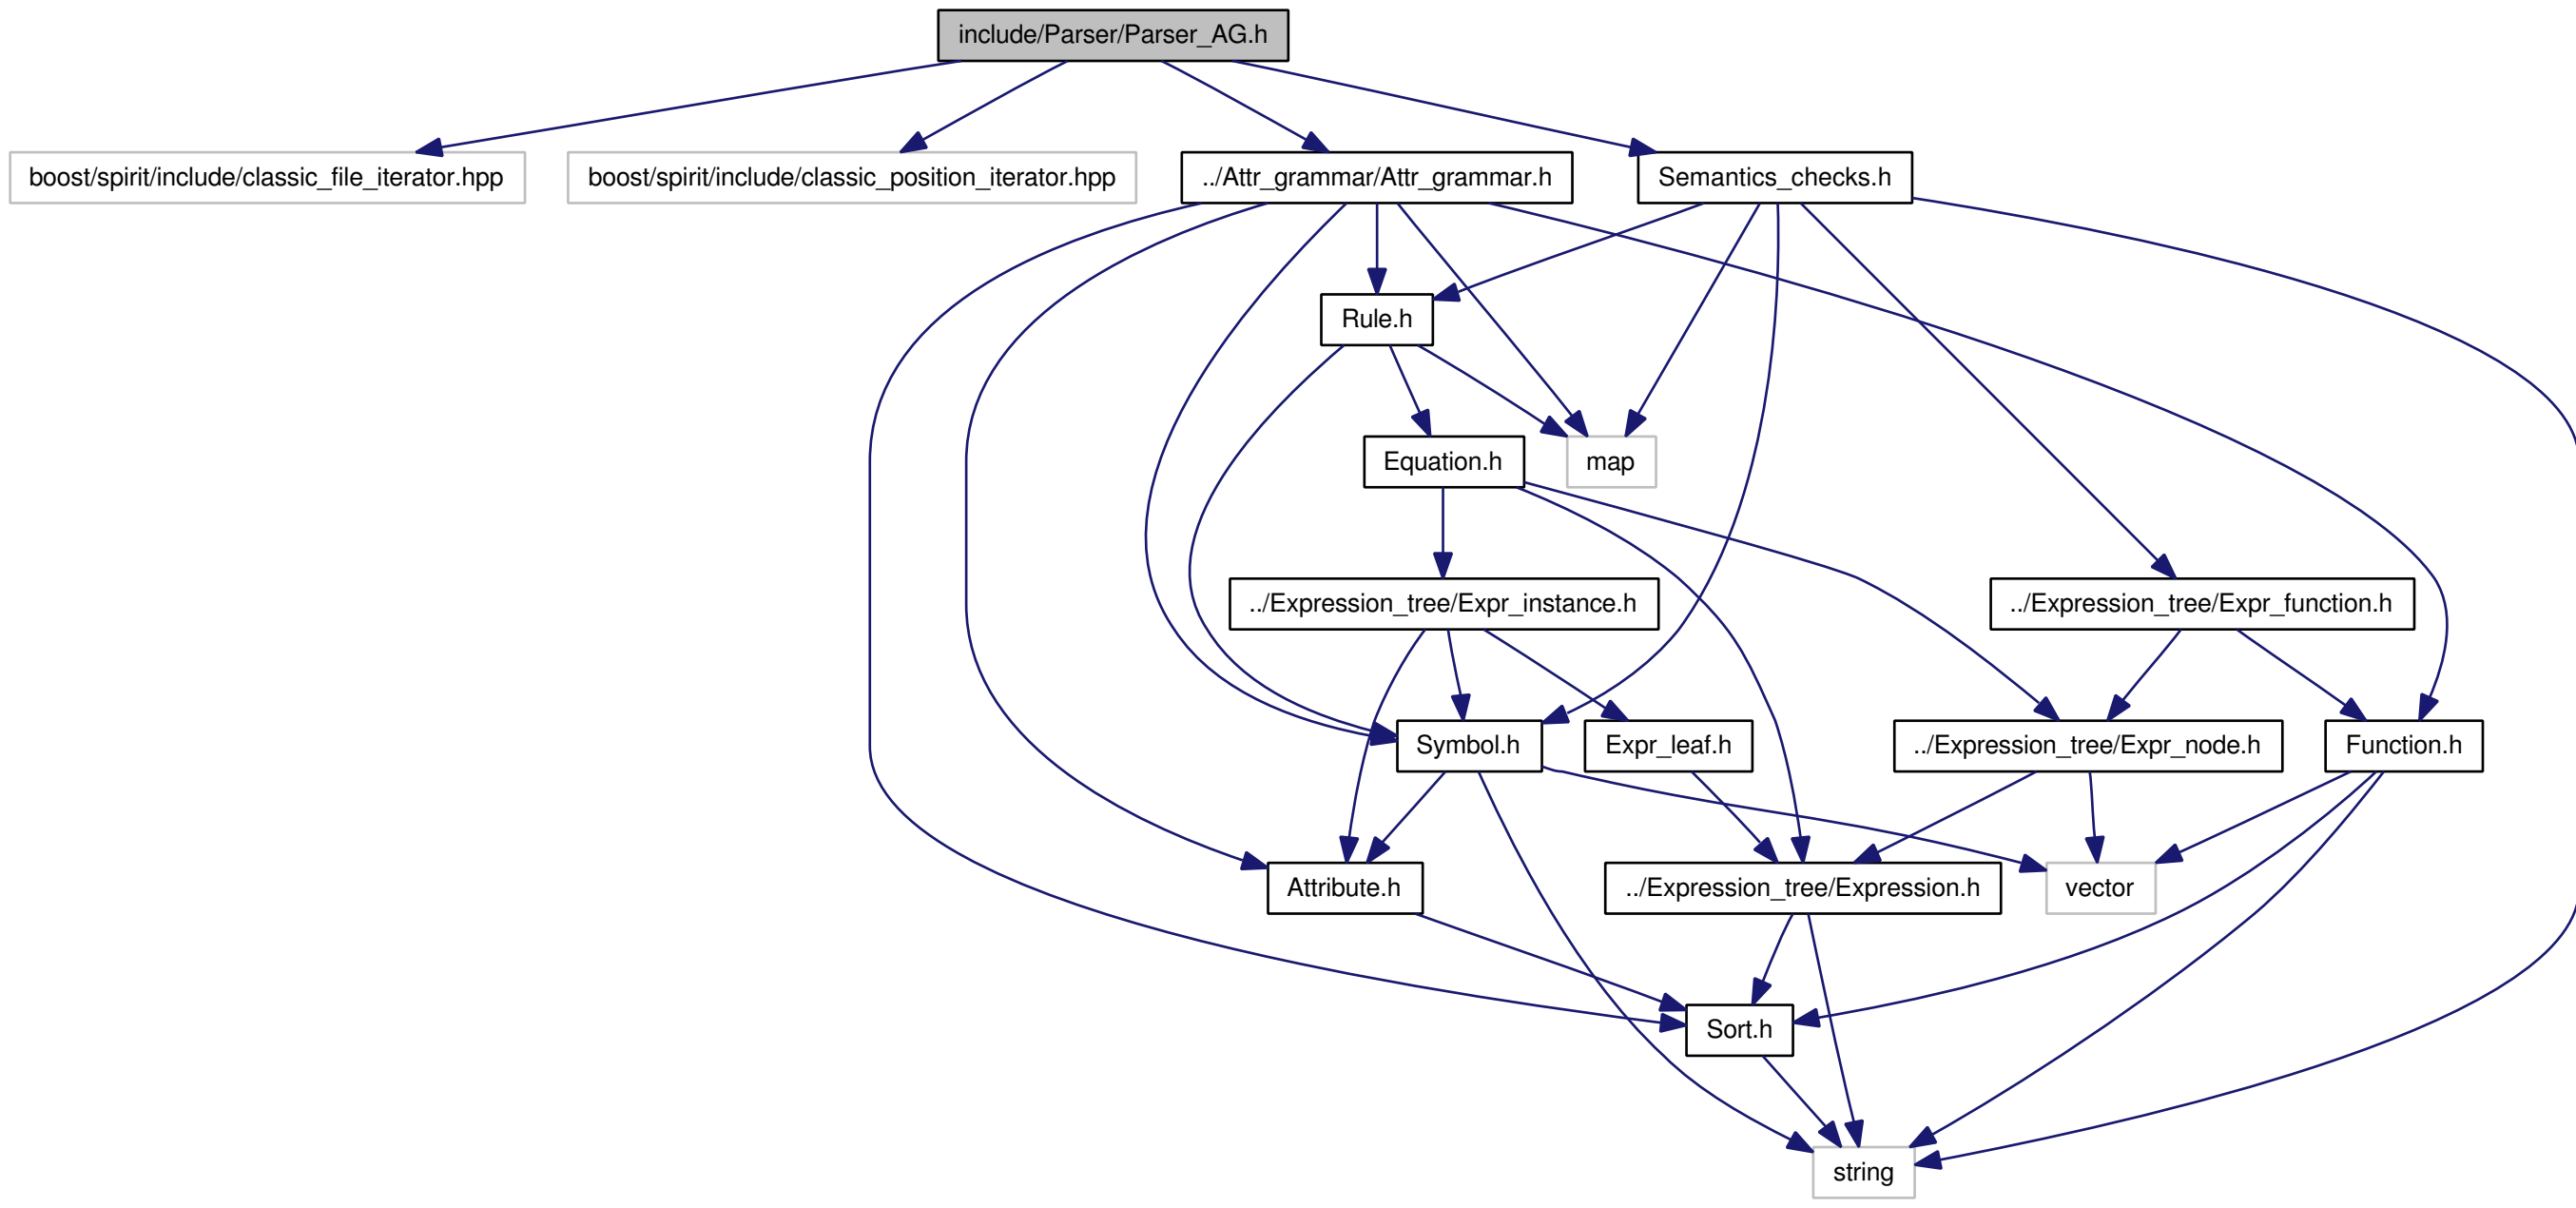 include/Parser/Parser_AG.h
boost/spirit/include/classic_file_iterator.hpp
boost/spirit/include/classic_position_iterator.hpp
../Attr_grammar/Attr_grammar.h
Semantics_checks.h
Rule.h
Equation.h
map
../Expression_tree/Expr_instance.h
../Expression_tree/Expr_function.h
Symbol.h
Expr_leaf.h
../Expression_tree/Expr_node.h
Function.h
Attribute.h
../Expression_tree/Expression.h
vector
Sort.h
string